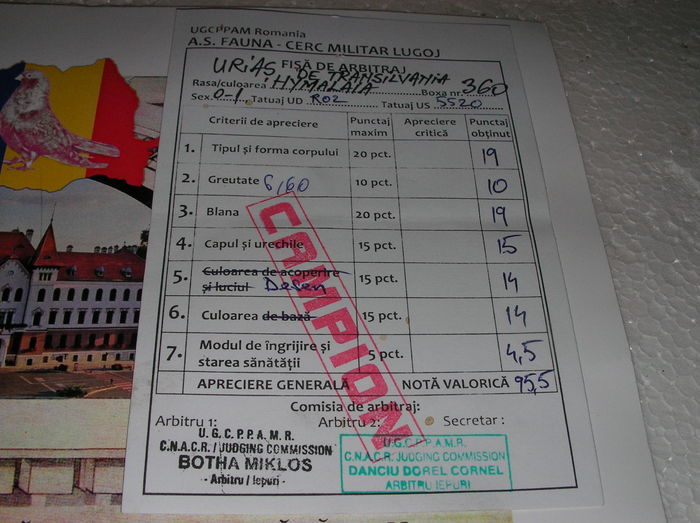 UGCPPAM Romania
A.S. FAUNA - CERC MILITAR LUGOJ
FIȘĂ DE ARBITRAJ
URIAȘ DE TRANSILVANIA
Rasa/culoarea HYMALAIA Boxa nr. 360
Sex 0-1 Tatuaj UD R02 Tatuaj US 5520
Criterii de apreciere Punctaj maxim Apreciere critică Punctaj obținut
1. Tipul și forma corpului 20 pct. 19
2. Greutate 6,60 10 pct. 10
3. Blana 20 pct. 19
4. Capul și urechile 15 pct. 15
5. Culoarea de acoperire și luciul Desen 15 pct. 14
6. Culoarea de bază 15 pct. 14
7. Modul de îngrijire și starea sănătății 5 pct. 4,5
APRECIERE GENERALĂ NOTĂ VALORICĂ 95,5
CAMPION
Comisia de arbitraj:
Arbitru 1: Arbitru 2: Secretar :
U. G. C. P. P. A. M. R.
C.N.A.C.R. / JUDGING COMMISSION
BOTHA MIKLOS
- Arbitru / Iepuri -
U.G.C.P.P.A.M.R.
C.N.A.C.R. JUDGING COMMISSION
DANCIU DOREL CORNEL
ARBITRU IEPURI